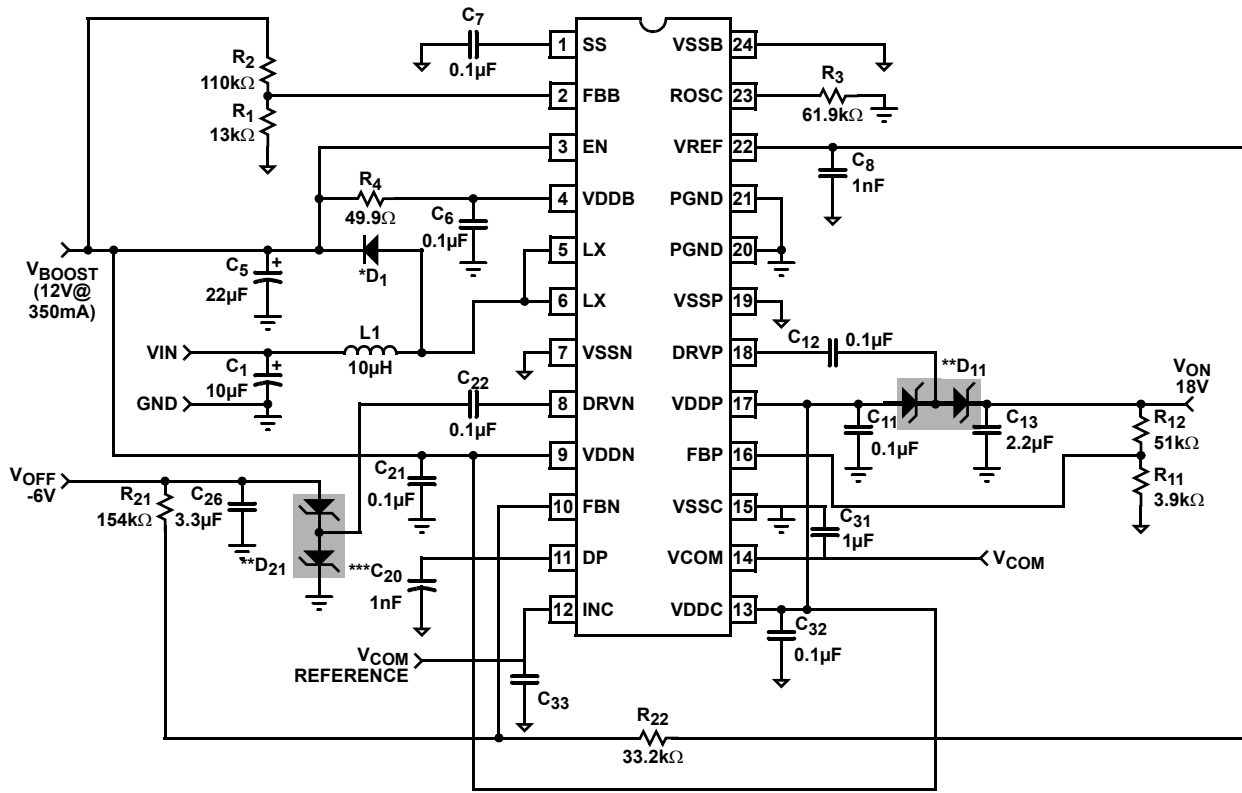 C7
0.1µF
R2
110kΩ
R1
13kΩ
R4
49.9Ω
C6
0.1µF
VBOOST
(12V@
350mA)
C5
+
22µF
*D1
VIN
C1
+
10µF
GND
L1
10µH
C22
0.1µF
VOFF
-6V
R21
154kΩ
C26
3.3µF
**D21
C21
0.1µF
***C20
1nF
VCOM
REFERENCE
C33
R22
33.2kΩ
1 SS
2 FBB
3 EN
4 VDDB
5 LX
6 LX
7 VSSN
8 DRVN
9 VDDN
10 FBN
11 DP
12 INC
VSSB 24
ROSC 23
VREF 22
PGND 21
PGND 20
VSSP 19
DRVP 18
VDDP 17
FBP 16
VSSC 15
VCOM 14
VDDC 13
R3
61.9kΩ
C8
1nF
C12
0.1µF
**D11
VON
18V
C11
0.1µF
C13
2.2µF
R12
51kΩ
R11
3.9kΩ
C31
1µF
VCOM
C32
0.1µF